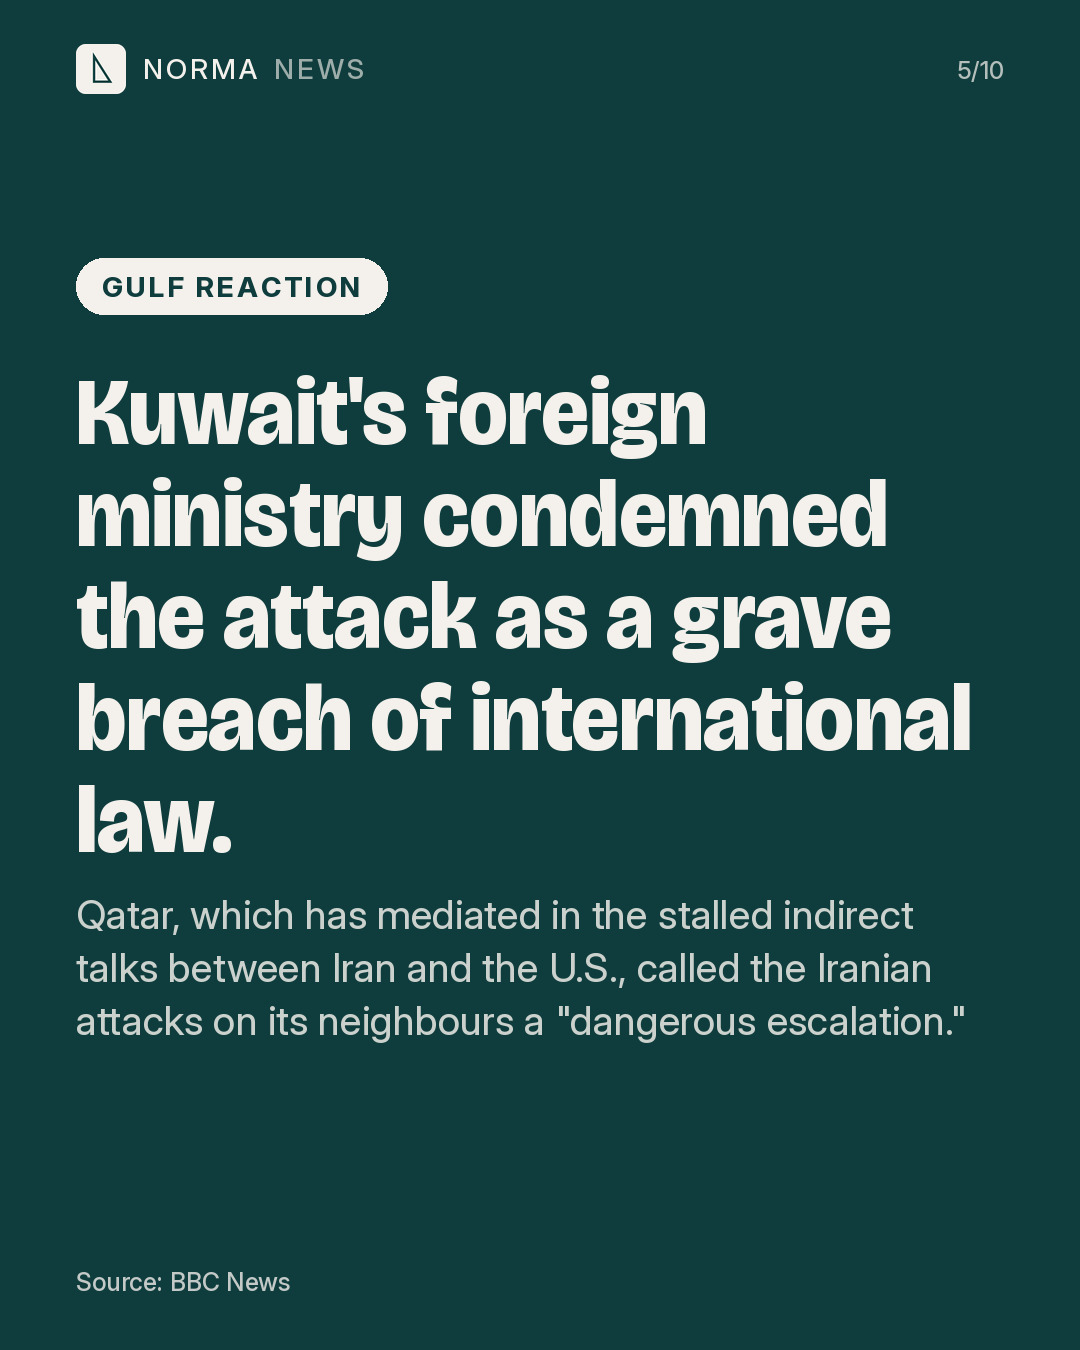 NORMA NEWS
5/10
GULF REACTION
Kuwait's foreign
ministry condemned
the attack as a grave
breach of international
law.
Qatar, which has mediated in the stalled indirect
talks between Iran and the U.S., called the Iranian
attacks on its neighbours a "dangerous escalation."
Source: BBC News